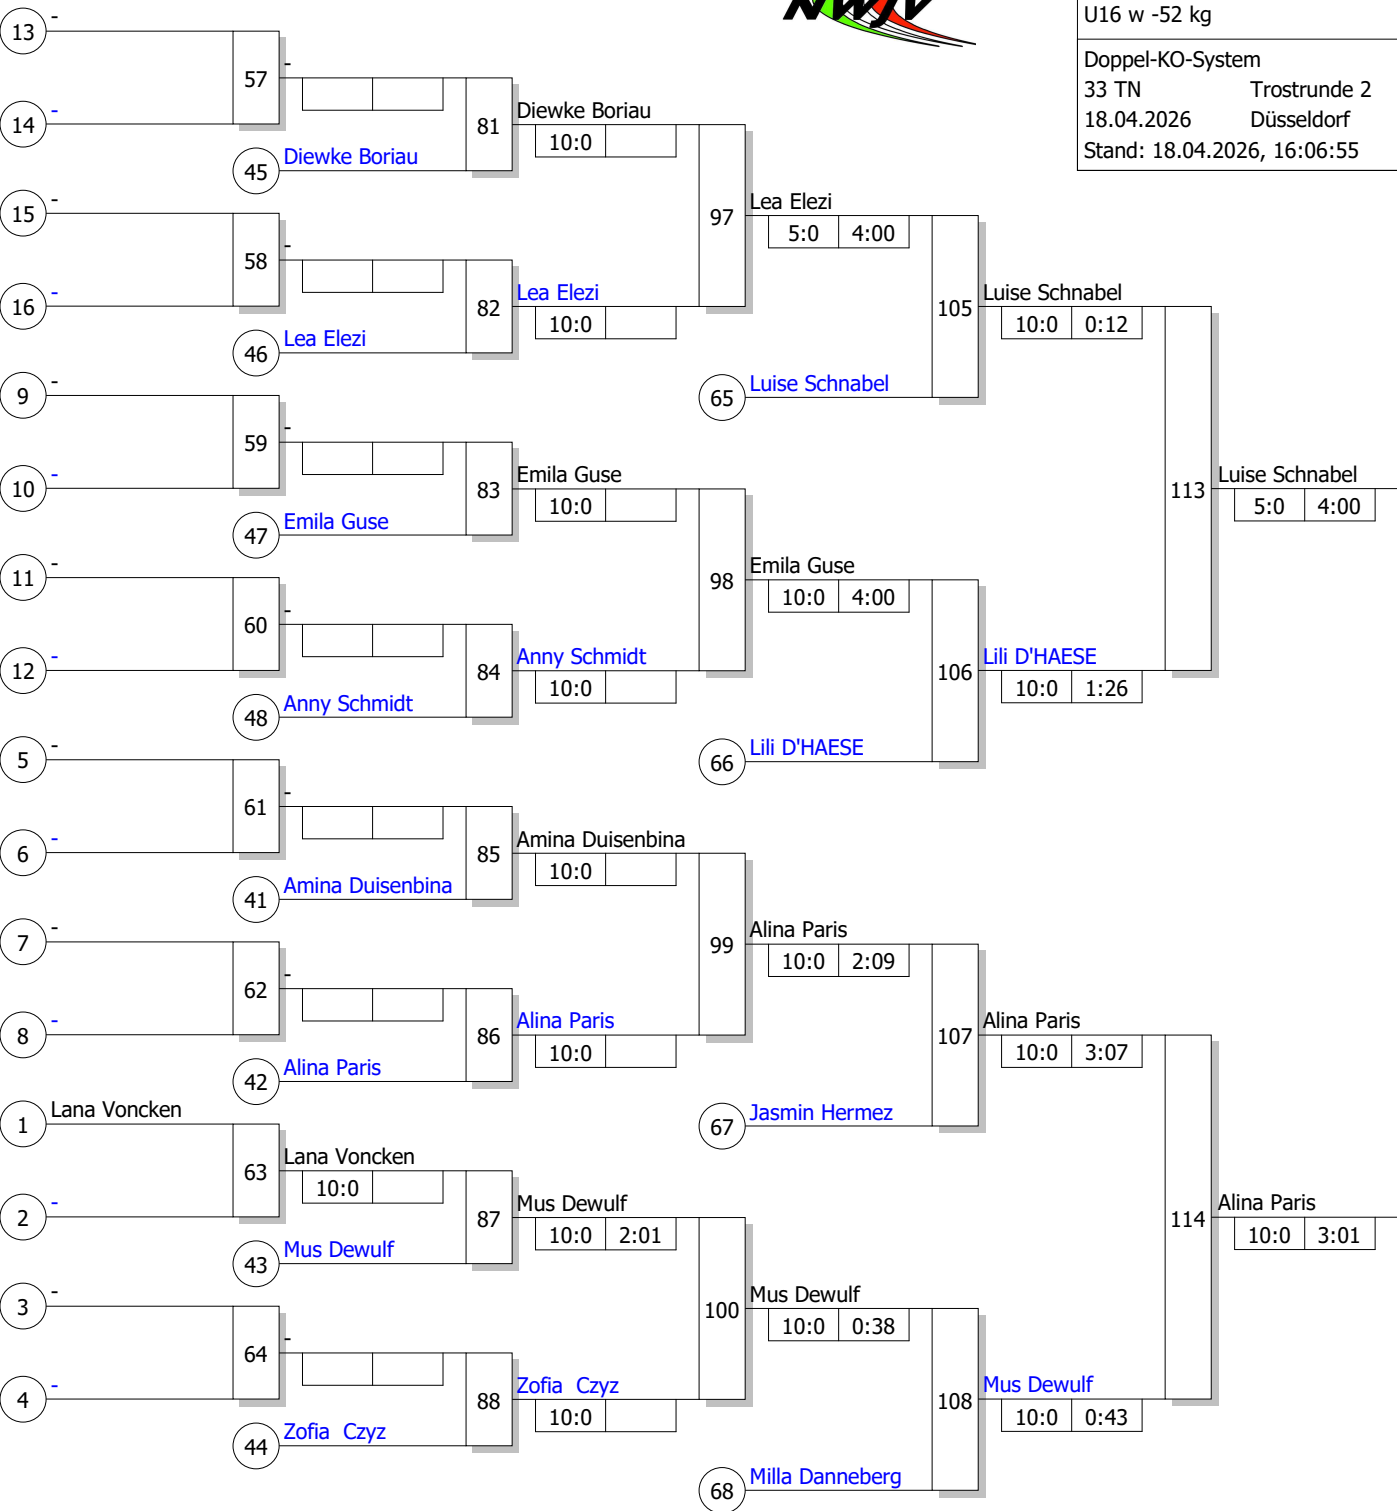 NWJV
U16 w -52 kg
Doppel-KO-System
33 TN Trostrunde 2
18.04.2026 Düsseldorf
Stand: 18.04.2026, 16:06:55
13 -
57 -
14 -
81 Diewke Boriau
10:0
45 Diewke Boriau
15 -
97 Lea Elezi
5:0 4:00
58 -
16 -
82 Lea Elezi
10:0
46 Lea Elezi
105 Luise Schnabel
10:0 0:12
65 Luise Schnabel
9 -
59 -
10 -
83 Emila Guse
10:0
47 Emila Guse
113 Luise Schnabel
5:0 4:00
11 -
98 Emila Guse
10:0 4:00
60 -
12 -
84 Anny Schmidt
10:0
48 Anny Schmidt
106 Lili D'HAESE
10:0 1:26
66 Lili D'HAESE
5 -
61 -
6 -
85 Amina Duisenbina
10:0
41 Amina Duisenbina
7 -
99 Alina Paris
10:0 2:09
62 -
8 -
86 Alina Paris
10:0
42 Alina Paris
107 Alina Paris
10:0 3:07
67 Jasmin Hermez
1 Lana Voncken
63 Lana Voncken
10:0
2 -
87 Mus Dewulf
10:0 2:01
43 Mus Dewulf
114 Alina Paris
10:0 3:01
3 -
100 Mus Dewulf
10:0 0:38
64 -
4 -
88 Zofia  Czyz
10:0
44 Zofia  Czyz
108 Mus Dewulf
10:0 0:43
68 Milla Danneberg